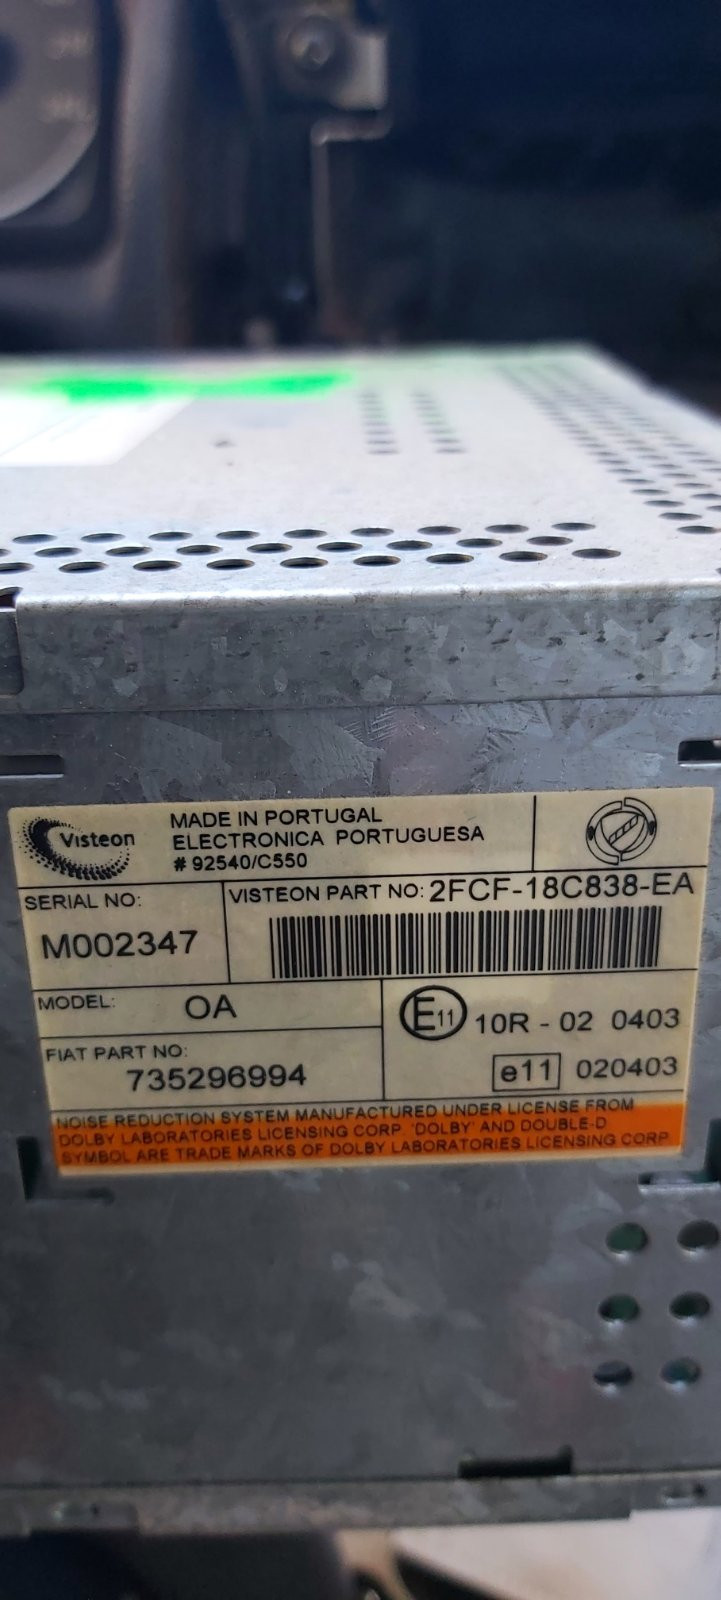 Visteon
MADE IN PORTUGAL
ELECTRONICA PORTUGUESA
# 92540/C550
SERIAL NO:
M002347
VISTEON PART NO: 2FCF-18C838-EA
MODEL: OA
FIAT PART NO:
735296994
E11 10R - 02 0403
e11 020403
NOISE REDUCTION SYSTEM MANUFACTURED UNDER LICENSE FROM
DOLBY LABORATORIES LICENSING CORP 'DOLBY' AND DOUBLE-D
SYMBOL ARE TRADE MARKS OF DOLBY LABORATORIES LICENSING CORP